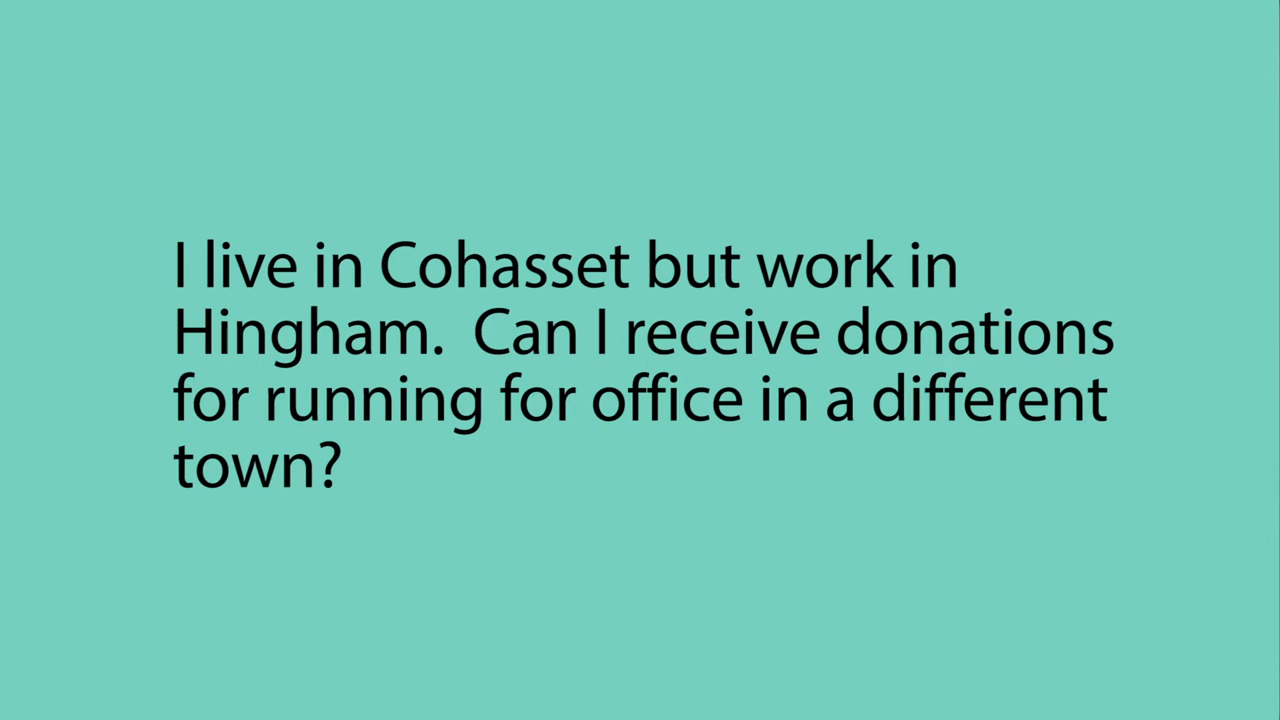 I live in Cohasset but work in
Hingham.  Can I receive donations
for running for office in a different
town?